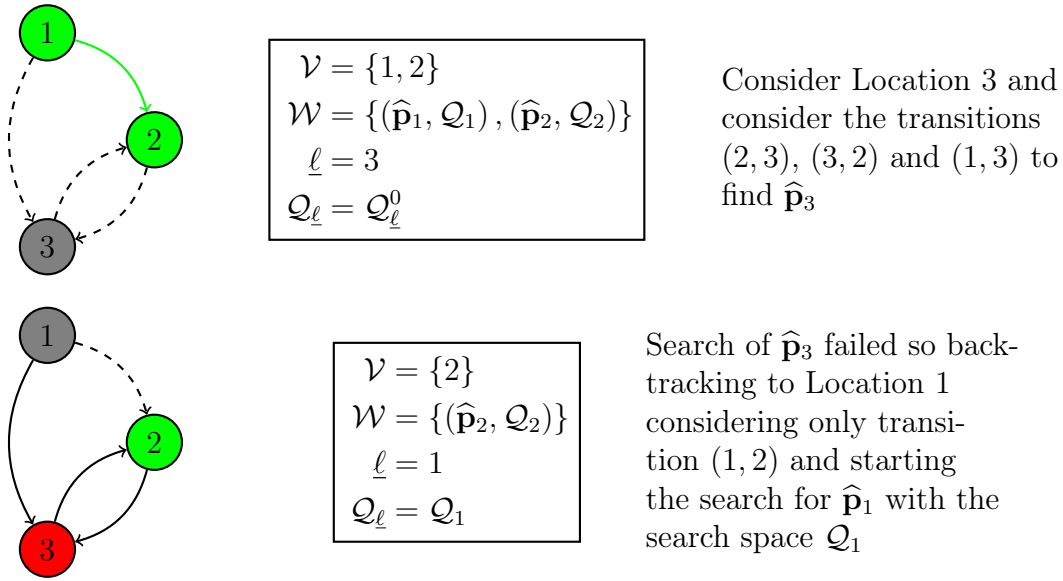 1
2
3
𝒱 = {1, 2}
𝒲 = {(p̂₁, 𝒬₁) , (p̂₂, 𝒬₂)}
ℓ̲ = 3
𝒬_ℓ̲ = 𝒬⁰_ℓ̲
Consider Location 3 and
consider the transitions
(2, 3), (3, 2) and (1, 3) to
find p̂₃
1
2
3
𝒱 = {2}
𝒲 = {(p̂₂, 𝒬₂)}
ℓ̲ = 1
𝒬_ℓ̲ = 𝒬₁
Search of p̂₃ failed so back-
tracking to Location 1
considering only transi-
tion (1, 2) and starting
the search for p̂₁ with the
search space 𝒬₁